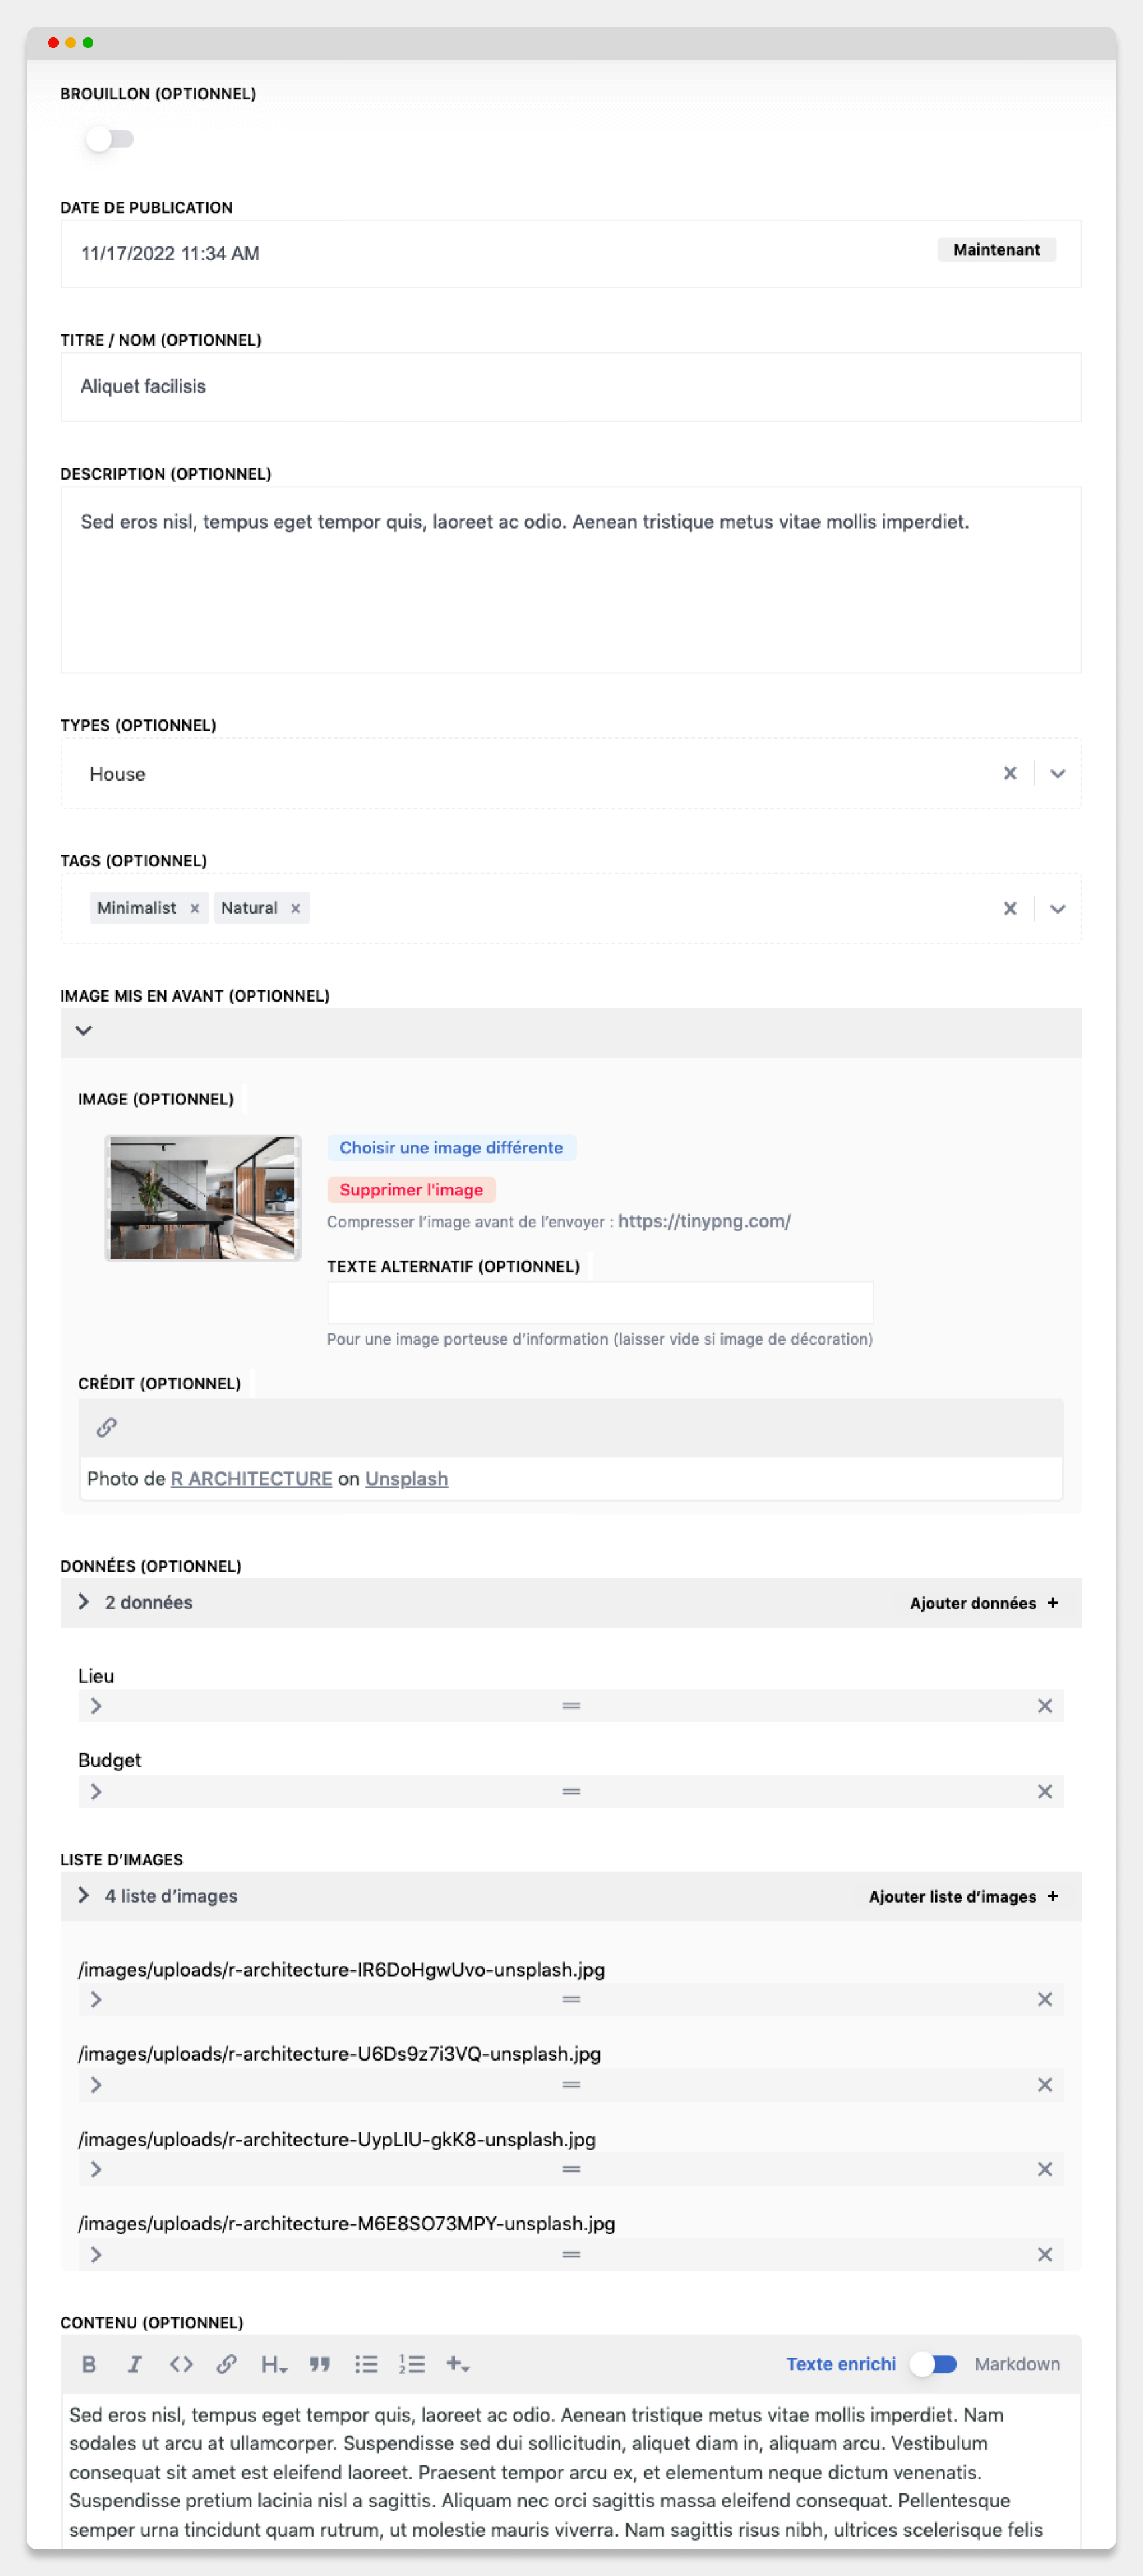 BROUILLON (OPTIONNEL)
DATE DE PUBLICATION
11/17/2022 11:34 AM
Maintenant
TITRE / NOM (OPTIONNEL)
Aliquet facilisis
DESCRIPTION (OPTIONNEL)
Sed eros nisl, tempus eget tempor quis, laoreet ac odio. Aenean tristique metus vitae mollis imperdiet.
TYPES (OPTIONNEL)
House
TAGS (OPTIONNEL)
Minimalist × Natural ×
IMAGE MIS EN AVANT (OPTIONNEL)
IMAGE (OPTIONNEL)
Choisir une image différente
Supprimer l'image
Compresser l’image avant de l’envoyer : https://tinypng.com/
TEXTE ALTERNATIF (OPTIONNEL)
Pour une image porteuse d’information (laisser vide si image de décoration)
CRÉDIT (OPTIONNEL)
Photo de R ARCHITECTURE on Unsplash
DONNÉES (OPTIONNEL)
2 données
Ajouter données +
Lieu
Budget
LISTE D’IMAGES
4 liste d’images
Ajouter liste d’images +
/images/uploads/r-architecture-IR6DoHgwUvo-unsplash.jpg
/images/uploads/r-architecture-U6Ds9z7i3VQ-unsplash.jpg
/images/uploads/r-architecture-UypLIU-gkK8-unsplash.jpg
/images/uploads/r-architecture-M6E8SO73MPY-unsplash.jpg
CONTENU (OPTIONNEL)
B I <> H
Texte enrichi
Markdown
Sed eros nisl, tempus eget tempor quis, laoreet ac odio. Aenean tristique metus vitae mollis imperdiet. Nam
sodales ut arcu at ullamcorper. Suspendisse sed dui sollicitudin, aliquet diam in, aliquam arcu. Vestibulum
consequat sit amet est eleifend laoreet. Praesent tempor arcu ex, et elementum neque dictum venenatis.
Suspendisse pretium lacinia nisl a sagittis. Aliquam nec orci sagittis massa eleifend consequat. Pellentesque
semper urna tincidunt quam rutrum, ut molestie mauris viverra. Nam sagittis risus nibh, ultrices scelerisque felis